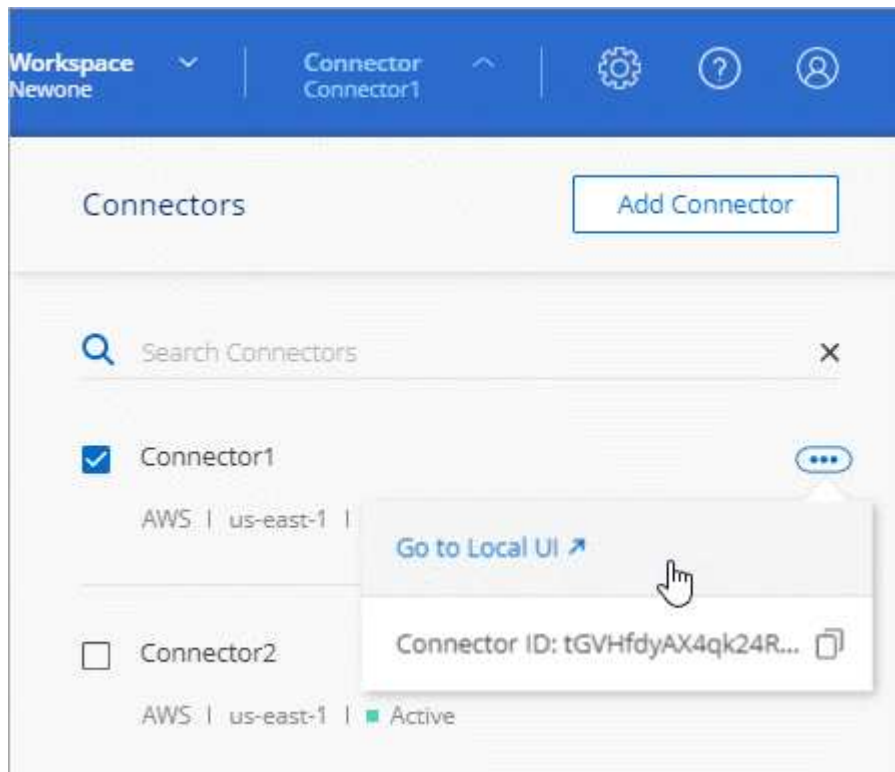 Workspace
Newone
Connector
Connector1
Connectors
Add Connector
Search Connectors
Connector1
AWS | us-east-1 |
Go to Local UI
Connector ID: tGVHfdyAX4qk24R...
Connector2
AWS | us-east-1 | Active